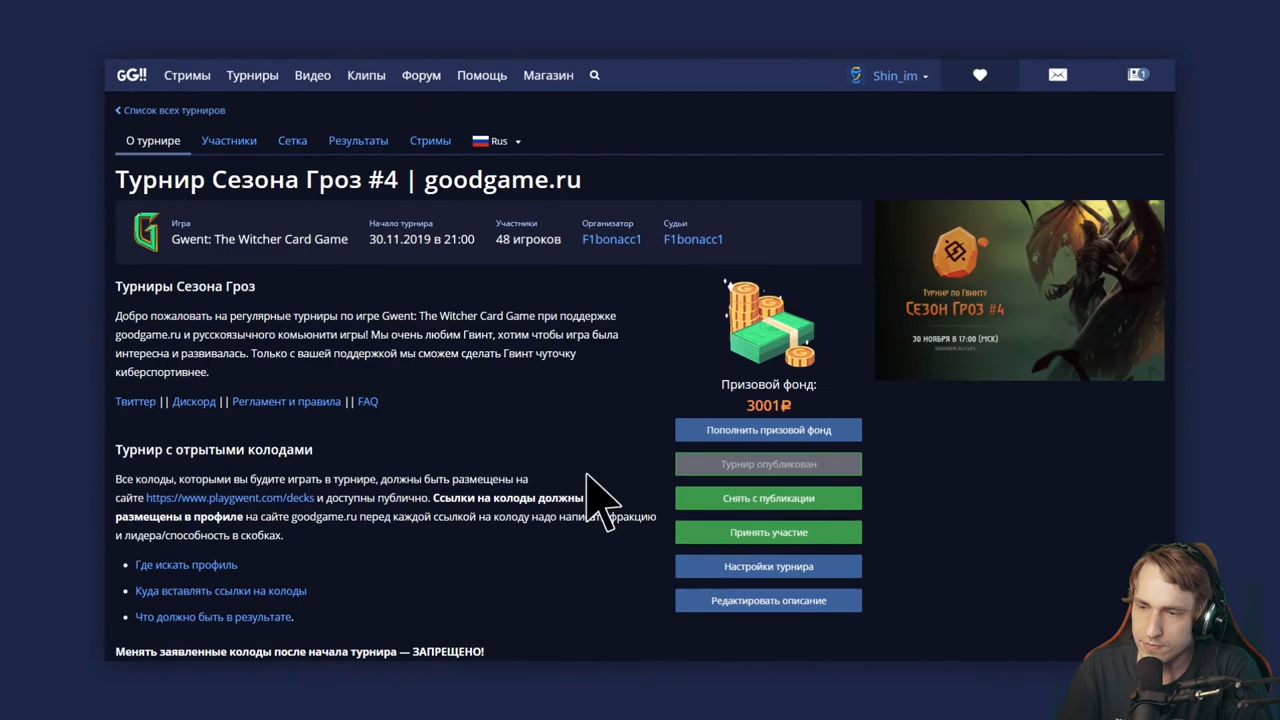 GG!! Стримы Турниры Видео Клипы Форум Помощь Магазин Shin_im 1
Список всех турниров
О турнире Участники Сетка Результаты Стримы Rus
Турнир Сезона Гроз #4 | goodgame.ru
Игра Начало турнира Участники Организатор Судьи
Gwent: The Witcher Card Game 30.11.2019 в 21:00 48 игроков F1bonacc1 F1bonacc1
Турниры Сезона Гроз
Добро пожаловать на регулярные турниры по игре Gwent: The Witcher Card Game при поддержке
goodgame.ru и русскоязычного комьюнити игры! Мы очень любим Гвинт, хотим чтобы игра была
интересна и развивалась. Только с вашей поддержкой мы сможем сделать Гвинт чуточку
киберспортивнее.
Твиттер || Дискорд || Регламент и правила || FAQ
Турнир с отрытыми колодами
Все колоды, которыми вы будите играть в турнире, должны быть размещены на
сайте https://www.playgwent.com/decks и доступны публично. Ссылки на колоды должны
размещены в профиле на сайте goodgame.ru перед каждой ссылкой на колоду надо фракцию
и лидера/способность в скобках.
Где искать профиль
Куда вставлять ссылки на колоды
Что должно быть в результате.
Менять заявленные колоды после начала турнира — ЗАПРЕЩЕНО!
Призовой фонд:
3001₽
Пополнить призовой фонд
Турнир опубликован
Снять с публикации
Принять участие
Настройки турнира
Редактировать описание
Турнир по Гвинту
Сезон Гроз #4
30 ноября в 17:00 (МСК)